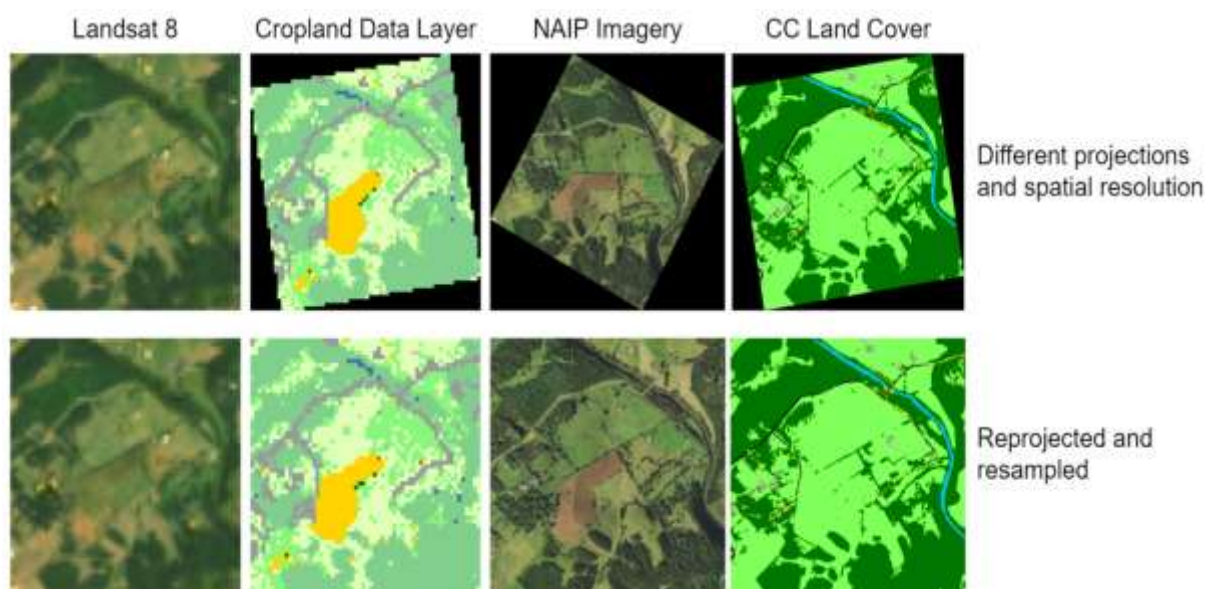 Landsat 8
Cropland Data Layer
NAIP Imagery
CC Land Cover
Different projections
and spatial resolution
Reprojected and
resampled